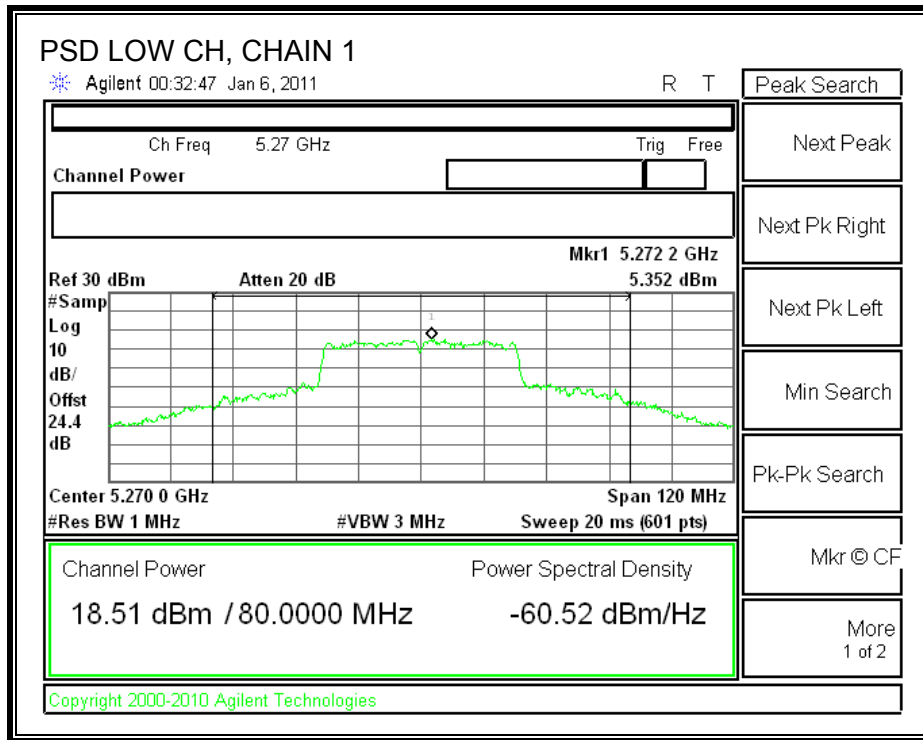 PSD LOW CH, CHAIN 1
Agilent 00:32:47 Jan 6, 2011 R T
Peak Search
Ch Freq 5.27 GHz Trig Free
Next Peak
Channel Power
Next Pk Right
Mkr1 5.272 2 GHz
Ref 30 dBm Atten 20 dB 5.352 dBm
#Samp
Log
10
dB/
Offst
24.4
dB
1
Next Pk Left
Min Search
Pk-Pk Search
Center 5.270 0 GHz Span 120 MHz
#Res BW 1 MHz #VBW 3 MHz Sweep 20 ms (601 pts)
Mkr © CF
Channel Power Power Spectral Density
18.51 dBm / 80.0000 MHz -60.52 dBm/Hz
More
1 of 2
Copyright 2000-2010 Agilent Technologies